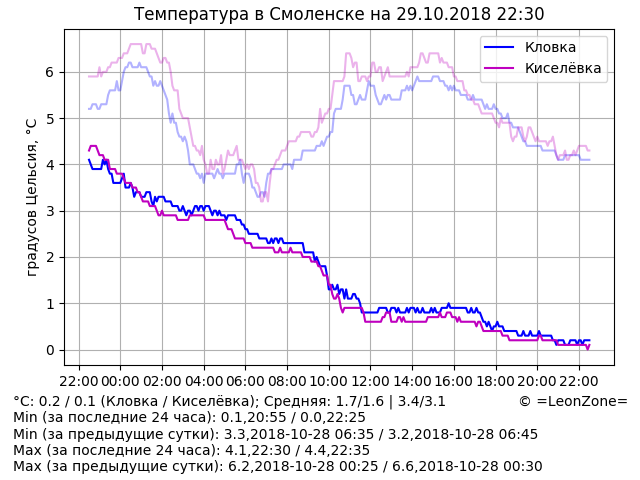 Температура в Смоленске на 29.10.2018 22:30
Кловка
Киселёвка
градусов Цельсия, °C
6
5
4
3
2
1
0
22:00 00:00 02:00 04:00 06:00 08:00 10:00 12:00 14:00 16:00 18:00 20:00 22:00
°C: 0.2 / 0.1 (Кловка / Киселёвка); Средняя: 1.7/1.6 | 3.4/3.1 © =LeonZone=
Min (за последние 24 часа): 0.1,20:55 / 0.0,22:25
Min (за предыдущие сутки): 3.3,2018-10-28 06:35 / 3.2,2018-10-28 06:45
Max (за последние 24 часа): 4.1,22:30 / 4.4,22:35
Max (за предыдущие сутки): 6.2,2018-10-28 00:25 / 6.6,2018-10-28 00:30